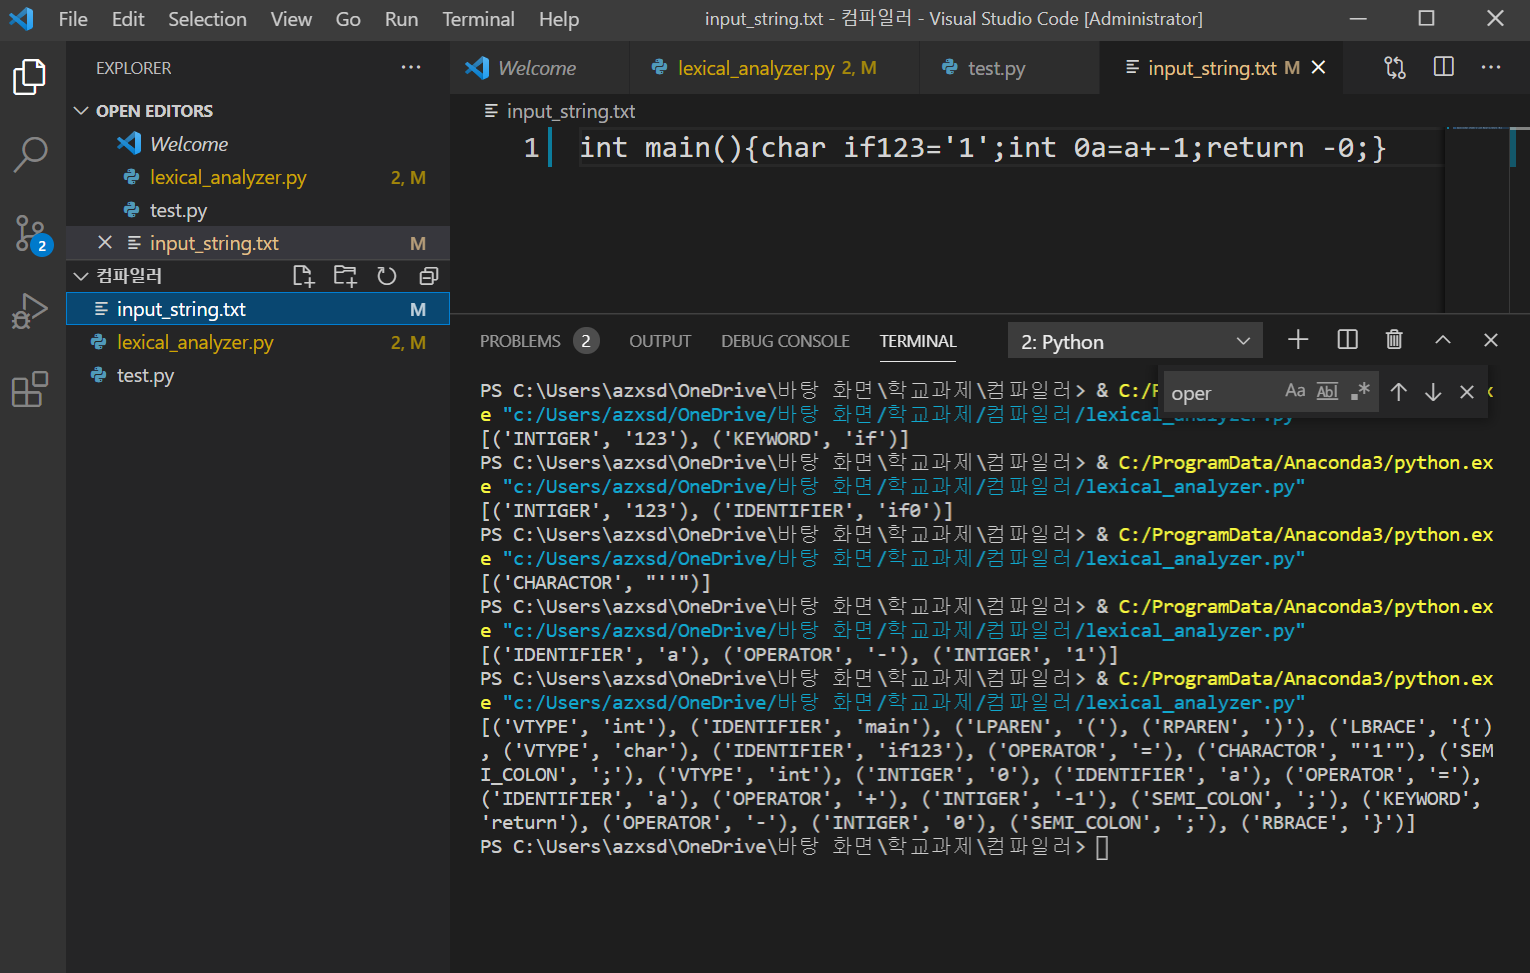 File Edit Selection View Go Run Terminal Help input_string.txt - 컴파일러 - Visual Studio Code [Administrator]
EXPLORER ...
Welcome lexical_analyzer.py 2, M test.py input_string.txt M
OPEN EDITORS
Welcome
lexical_analyzer.py 2, M
test.py
input_string.txt M
컴파일러
input_string.txt M
lexical_analyzer.py 2, M
test.py
2
input_string.txt
1 int main(){char if123='1';int 0a=a+-1;return -0;}
PROBLEMS 2 OUTPUT DEBUG CONSOLE TERMINAL 2: Python
oper Aa Abl .*
PS C:\Users\azxsd\OneDrive\바탕 화면\학교과제\컴파일러> & C:/
e "c:/Users/azxsd/OneDrive/바탕 화면/학교과제/컴파일러/lexical_analyzer.py"
[('INTIGER', '123'), ('KEYWORD', 'if')]
PS C:\Users\azxsd\OneDrive\바탕 화면\학교과제\컴파일러> & C:/ProgramData/Anaconda3/python.ex
e "c:/Users/azxsd/OneDrive/바탕 화면/학교과제/컴파일러/lexical_analyzer.py"
[('INTIGER', '123'), ('IDENTIFIER', 'if0')]
PS C:\Users\azxsd\OneDrive\바탕 화면\학교과제\컴파일러> & C:/ProgramData/Anaconda3/python.ex
e "c:/Users/azxsd/OneDrive/바탕 화면/학교과제/컴파일러/lexical_analyzer.py"
[('CHARACTOR', "''")]
PS C:\Users\azxsd\OneDrive\바탕 화면\학교과제\컴파일러> & C:/ProgramData/Anaconda3/python.ex
e "c:/Users/azxsd/OneDrive/바탕 화면/학교과제/컴파일러/lexical_analyzer.py"
[('IDENTIFIER', 'a'), ('OPERATOR', '-'), ('INTIGER', '1')]
PS C:\Users\azxsd\OneDrive\바탕 화면\학교과제\컴파일러> & C:/ProgramData/Anaconda3/python.ex
e "c:/Users/azxsd/OneDrive/바탕 화면/학교과제/컴파일러/lexical_analyzer.py"
[('VTYPE', 'int'), ('IDENTIFIER', 'main'), ('LPAREN', '('), ('RPAREN', ')'), ('LBRACE', '{')
, ('VTYPE', 'char'), ('IDENTIFIER', 'if123'), ('OPERATOR', '='), ('CHARACTOR', "'1'"), ('SEM
I_COLON', ';'), ('VTYPE', 'int'), ('INTIGER', '0'), ('IDENTIFIER', 'a'), ('OPERATOR', '='),
('IDENTIFIER', 'a'), ('OPERATOR', '+'), ('INTIGER', '-1'), ('SEMI_COLON', ';'), ('KEYWORD',
'return'), ('OPERATOR', '-'), ('INTIGER', '0'), ('SEMI_COLON', ';'), ('RBRACE', '}')]
PS C:\Users\azxsd\OneDrive\바탕 화면\학교과제\컴파일러>